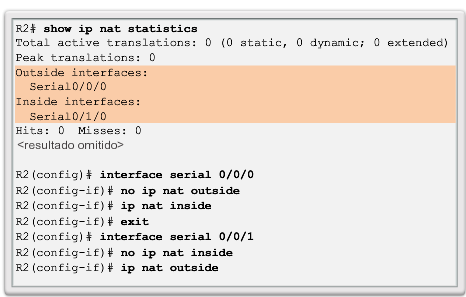 R2# show ip nat statistics
Total active translations: 0 (0 static, 0 dynamic; 0 extended)
Peak translations: 0
Outside interfaces:
Serial0/0/0
Inside interfaces:
Serial0/1/0
Hits: 0 Misses: 0
<resultado omitido>
R2(config)# interface serial 0/0/0
R2(config-if)# no ip nat outside
R2(config-if)# ip nat inside
R2(config-if)# exit
R2(config)# interface serial 0/0/1
R2(config-if)# no ip nat inside
R2(config-if)# ip nat outside